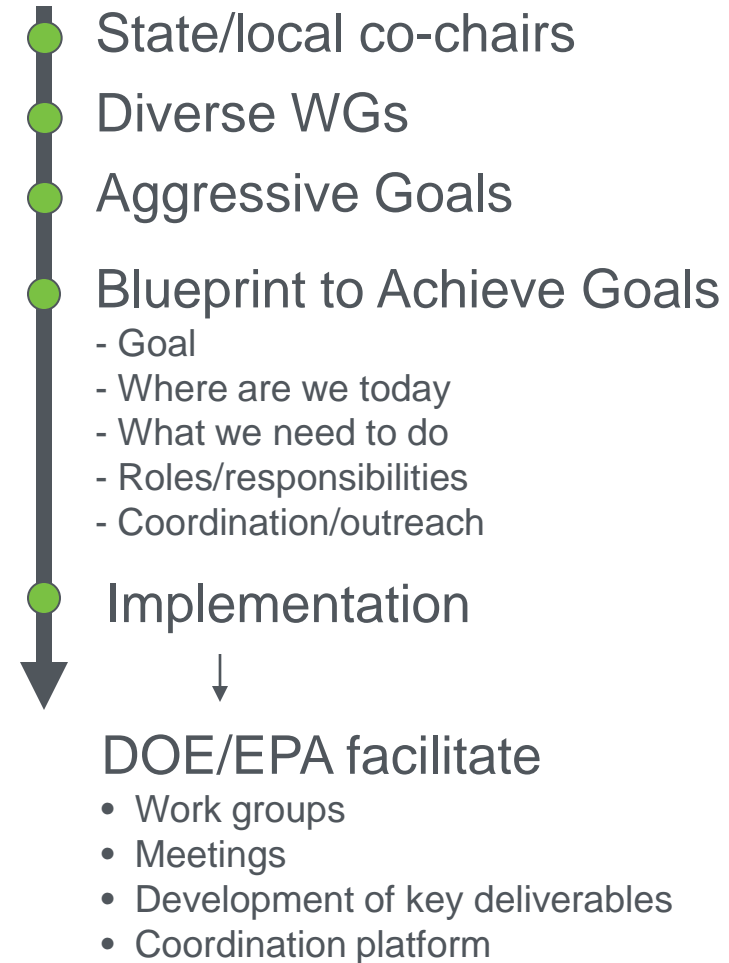 State/local co-chairs
Diverse WGs
Aggressive Goals
Blueprint to Achieve Goals
- Goal
- Where are we today
- What we need to do
- Roles/responsibilities
- Coordination/outreach
Implementation
DOE/EPA facilitate
• Work groups
• Meetings
• Development of key deliverables
• Coordination platform